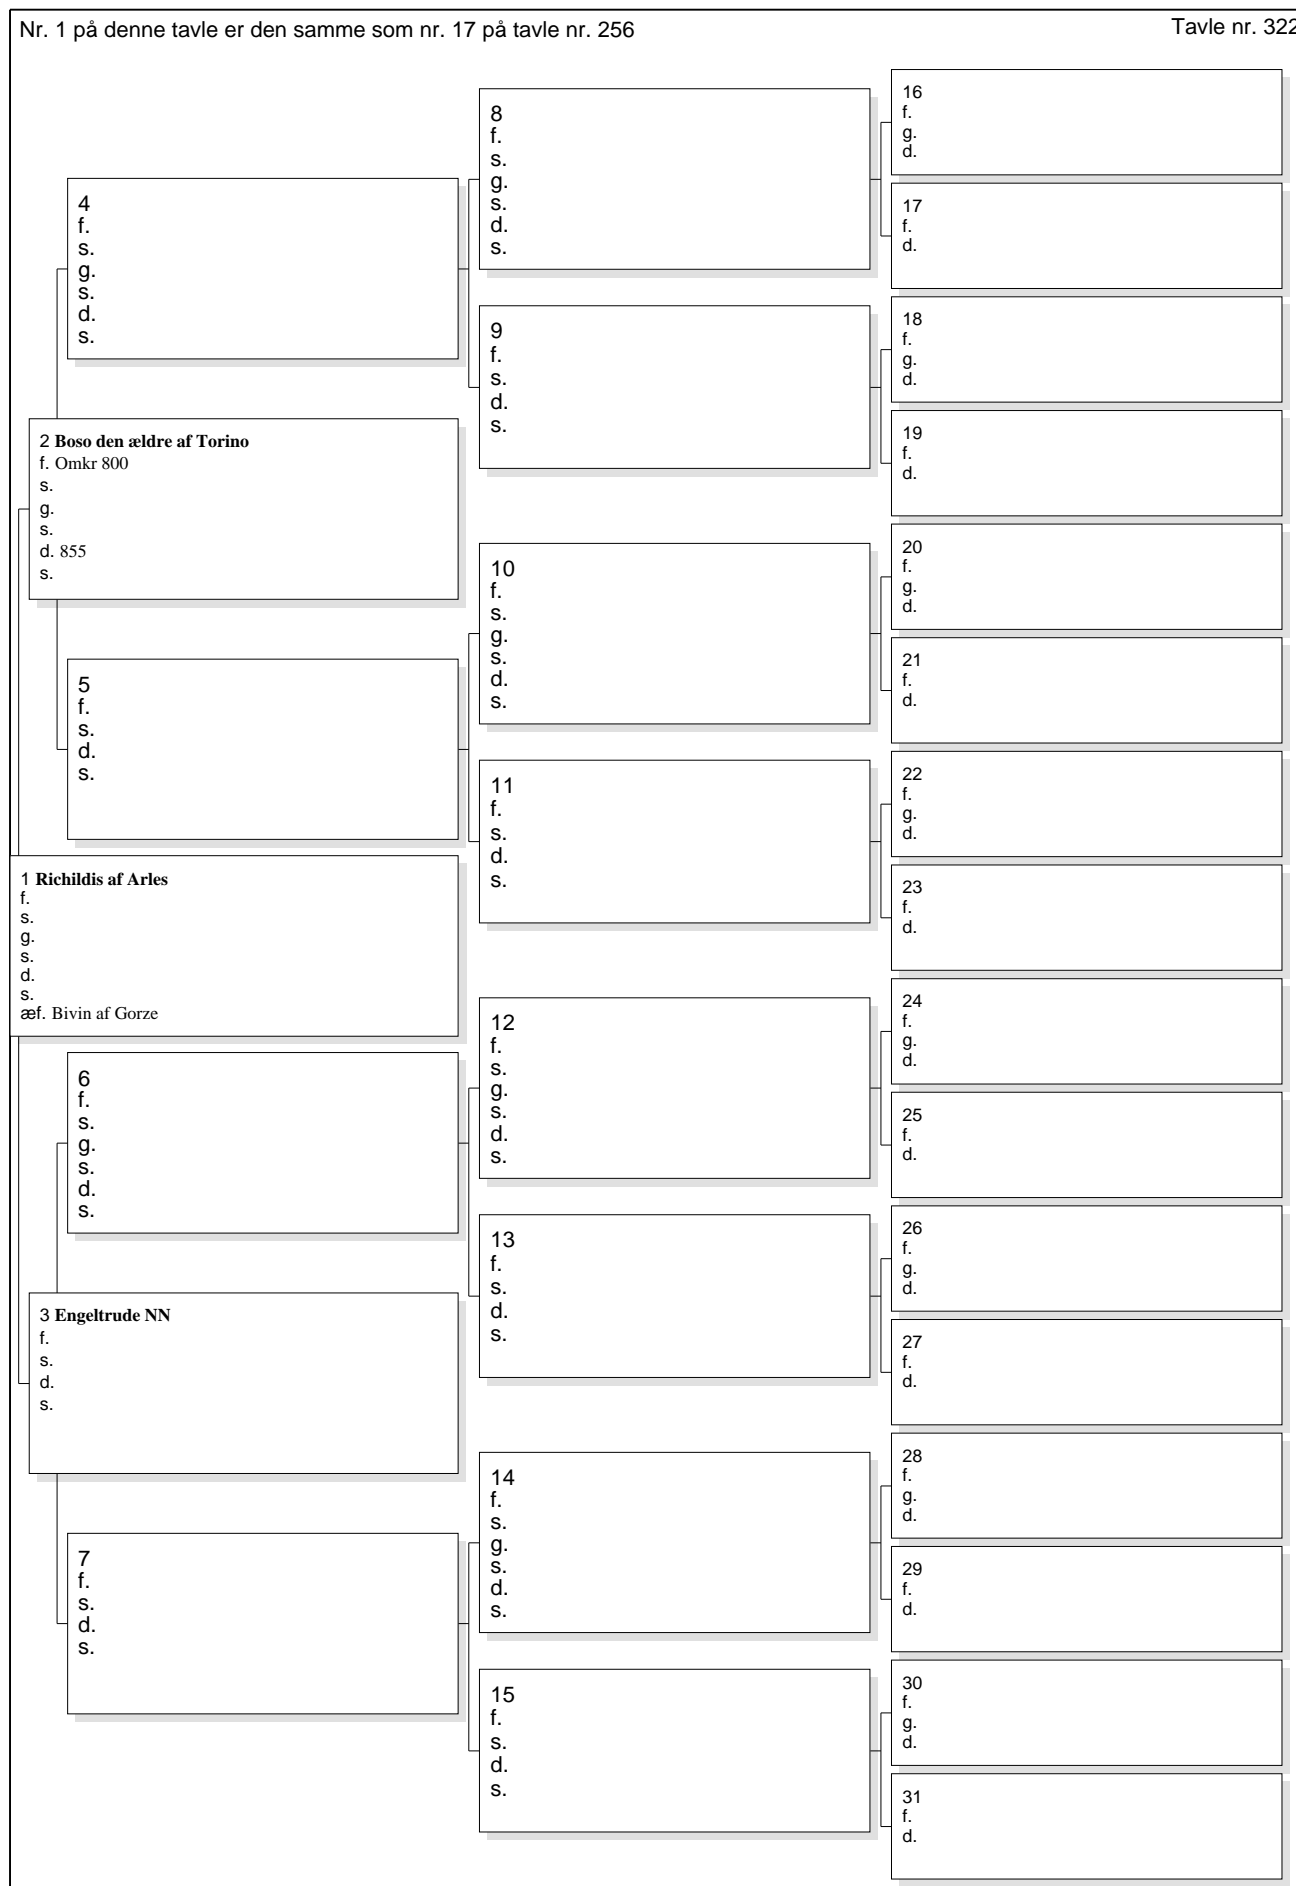 Nr. 1 på denne tavle er den samme som nr. 17 på tavle nr. 256
Tavle nr. 322
1 Richildis af Arles
f.
s.
g.
s.
d.
s.
æf. Bivin af Gorze
2 Boso den ældre af Torino
f. Omkr 800
s.
g.
s.
d. 855
s.
3 Engeltrude NN
f.
s.
d.
s.
4
f.
s.
g.
s.
d.
s.
5
f.
s.
d.
s.
6
f.
s.
g.
s.
d.
s.
7
f.
s.
d.
s.
8
f.
s.
g.
s.
d.
s.
9
f.
s.
d.
s.
10
f.
s.
g.
s.
d.
s.
11
f.
s.
d.
s.
12
f.
s.
g.
s.
d.
s.
13
f.
s.
d.
s.
14
f.
s.
g.
s.
d.
s.
15
f.
s.
d.
s.
16
f.
g.
d.
17
f.
d.
18
f.
g.
d.
19
f.
d.
20
f.
g.
d.
21
f.
d.
22
f.
g.
d.
23
f.
d.
24
f.
g.
d.
25
f.
d.
26
f.
g.
d.
27
f.
d.
28
f.
g.
d.
29
f.
d.
30
f.
g.
d.
31
f.
d.